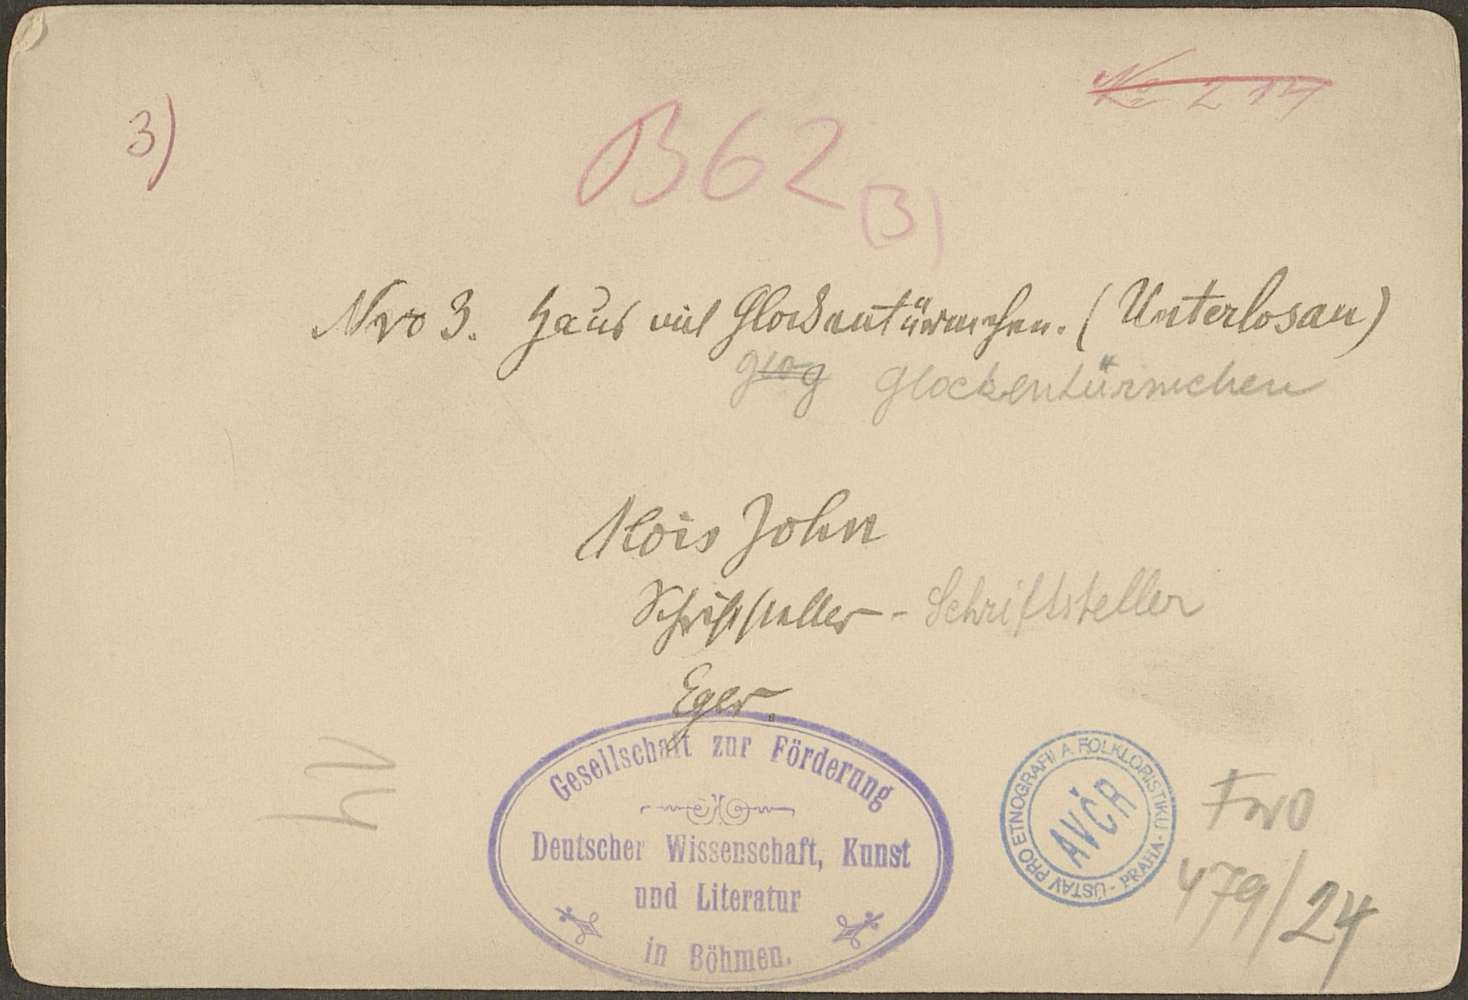 3)
B62
(3)
Nro 3. Haus mit Glockentürmchen. (Unterlosau)
glog Glockentürmchen
Alois John
Schriftsteller - Schriftsteller
Eger.
Gesellschaft zur Förderung
Deutscher Wissenschaft, Kunst
und Literatur
in Böhmen.
ÚSTAV PRO ETNOGRAFII A FOLKLORISTIKU - PRAHA -
AVČR
479/24